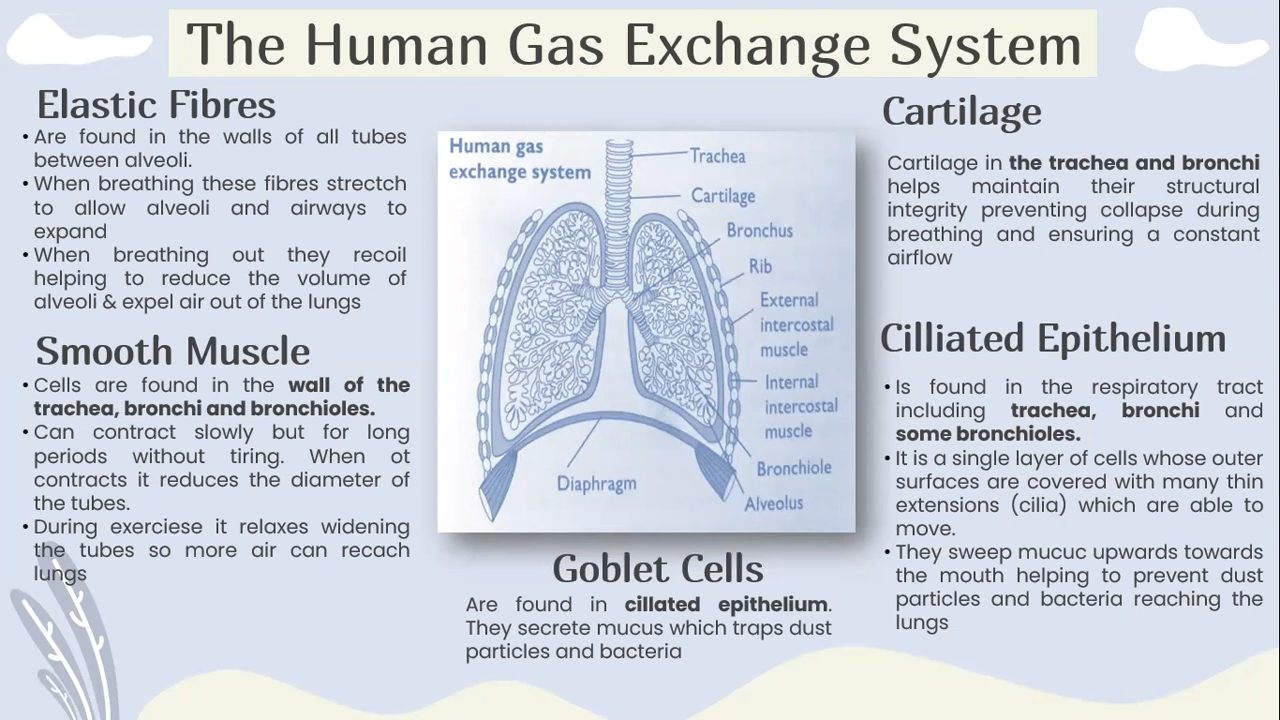 The Human Gas Exchange System
Elastic Fibres
• Are found in the walls of all tubes
between alveoli.
• When breathing these fibres strectch
to allow alveoli and airways to
expand
• When breathing out they recoil
helping to reduce the volume of
alveoli & expel air out of the lungs
Smooth Muscle
• Cells are found in the wall of the
trachea, bronchi and bronchioles.
• Can contract slowly but for long
periods without tiring. When ot
contracts it reduces the diameter of
the tubes.
• During exerciese it relaxes widening
the tubes so more air can recach
lungs
Human gas
exchange system
Trachea
Cartilage
Bronchus
Rib
External
intercostal
muscle
Internal
intercostal
muscle
Bronchiole
Alveolus
Diaphragm
Goblet Cells
Are found in cillated epithelium.
They secrete mucus which traps dust
particles and bacteria
Cartilage
Cartilage in the trachea and bronchi
helps maintain their structural
integrity preventing collapse during
breathing and ensuring a constant
airflow
Cilliated Epithelium
• Is found in the respiratory tract
including trachea, bronchi and
some bronchioles.
• It is a single layer of cells whose outer
surfaces are covered with many thin
extensions (cilia) which are able to
move.
• They sweep mucuc upwards towards
the mouth helping to prevent dust
particles and bacteria reaching the
lungs